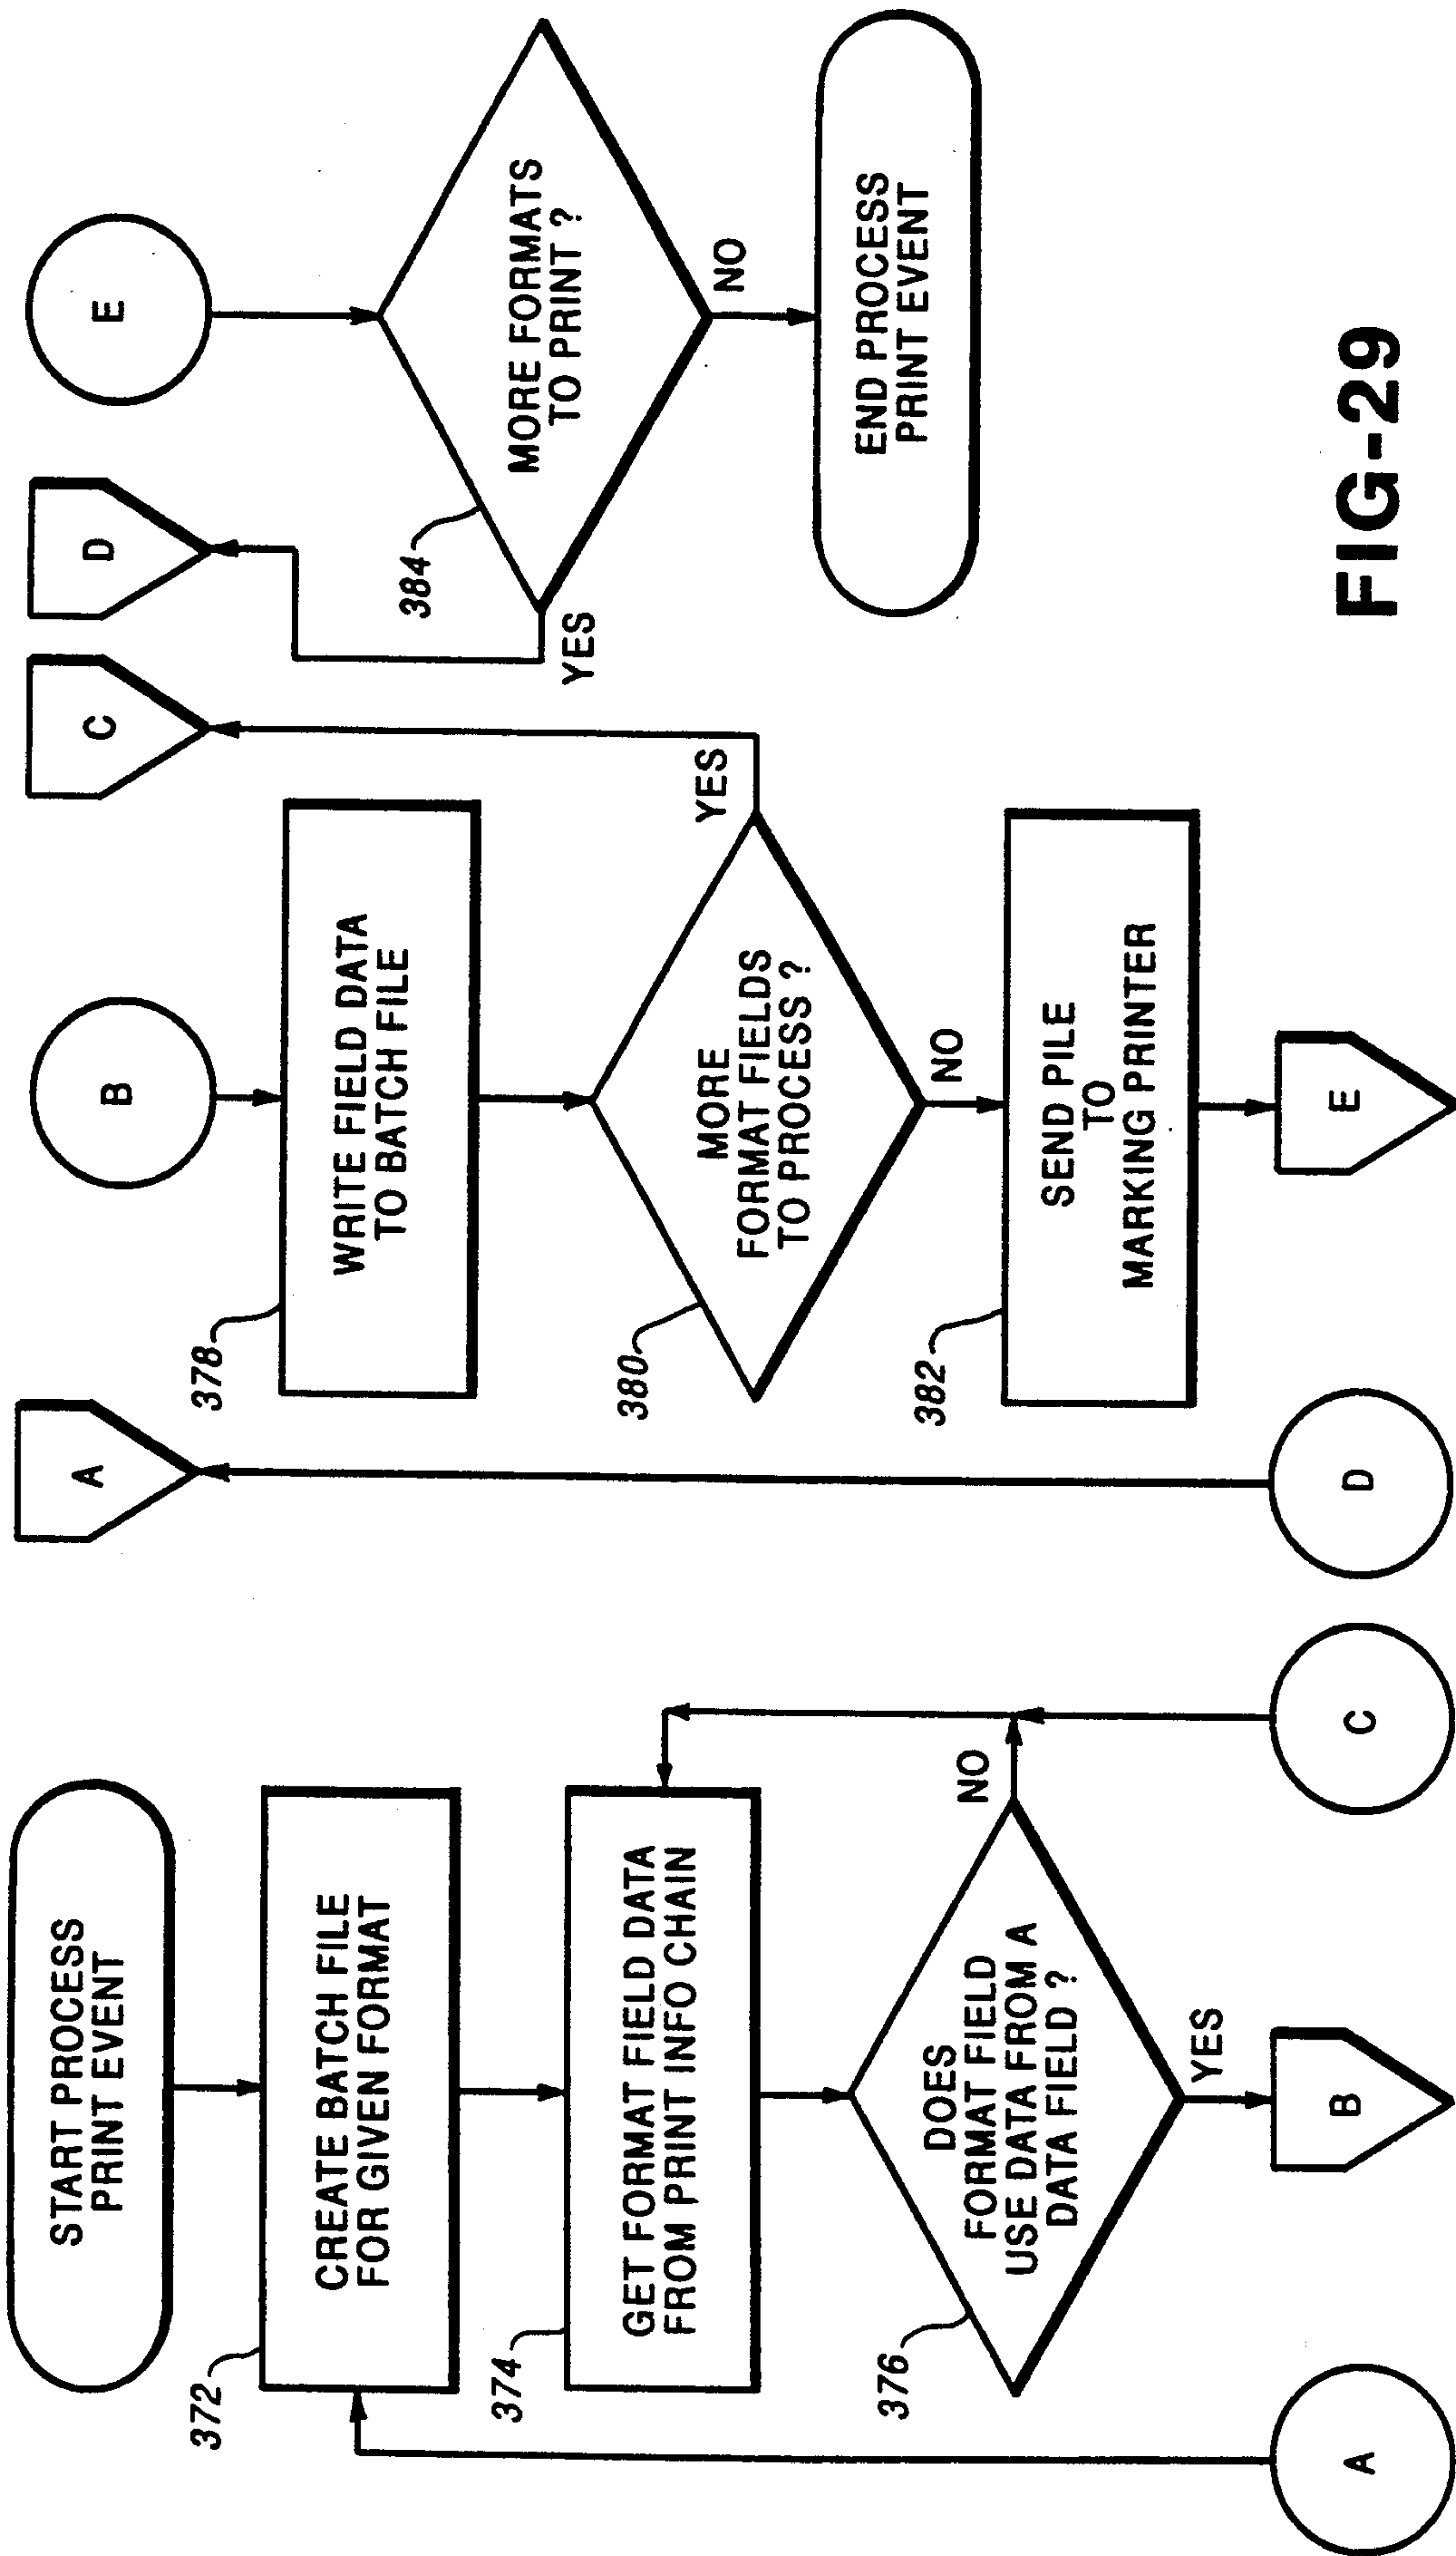 START PROCESS
PRINT EVENT
372
CREATE BATCH FILE
FOR GIVEN FORMAT
374
GET FORMAT FIELD DATA
FROM PRINT INFO CHAIN
376
DOES
FORMAT FIELD
USE DATA FROM A
DATA FIELD ?
NO
YES
A
B
C
A
B
378
WRITE FIELD DATA
TO BATCH FILE
380
MORE
FORMAT FIELDS
TO PROCESS ?
YES
NO
382
SEND PILE
TO
MARKING PRINTER
D
E
C
D
E
384
MORE FORMATS
TO PRINT ?
YES
NO
END PROCESS
PRINT EVENT
FIG-29